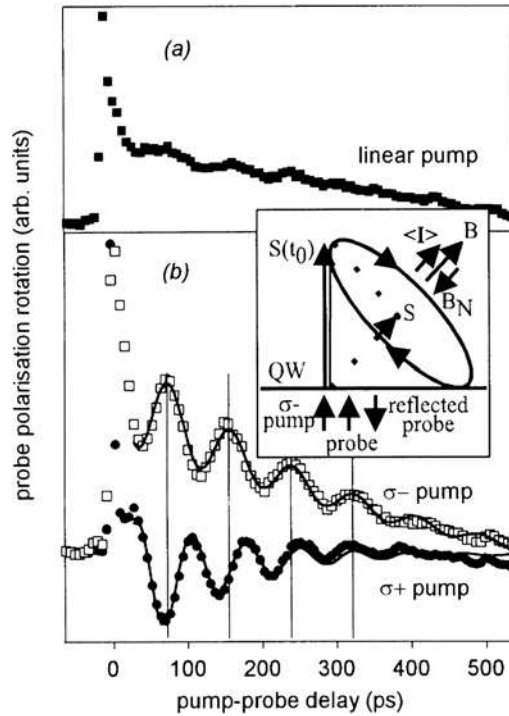 (a)
linear pump
probe polarisation rotation (arb. units)
(b)
<I> B
S(t₀)
B_N
S
QW
σ-
pump
probe
reflected
probe
σ− pump
σ+ pump
0 100 200 300 400 500
pump-probe delay (ps)